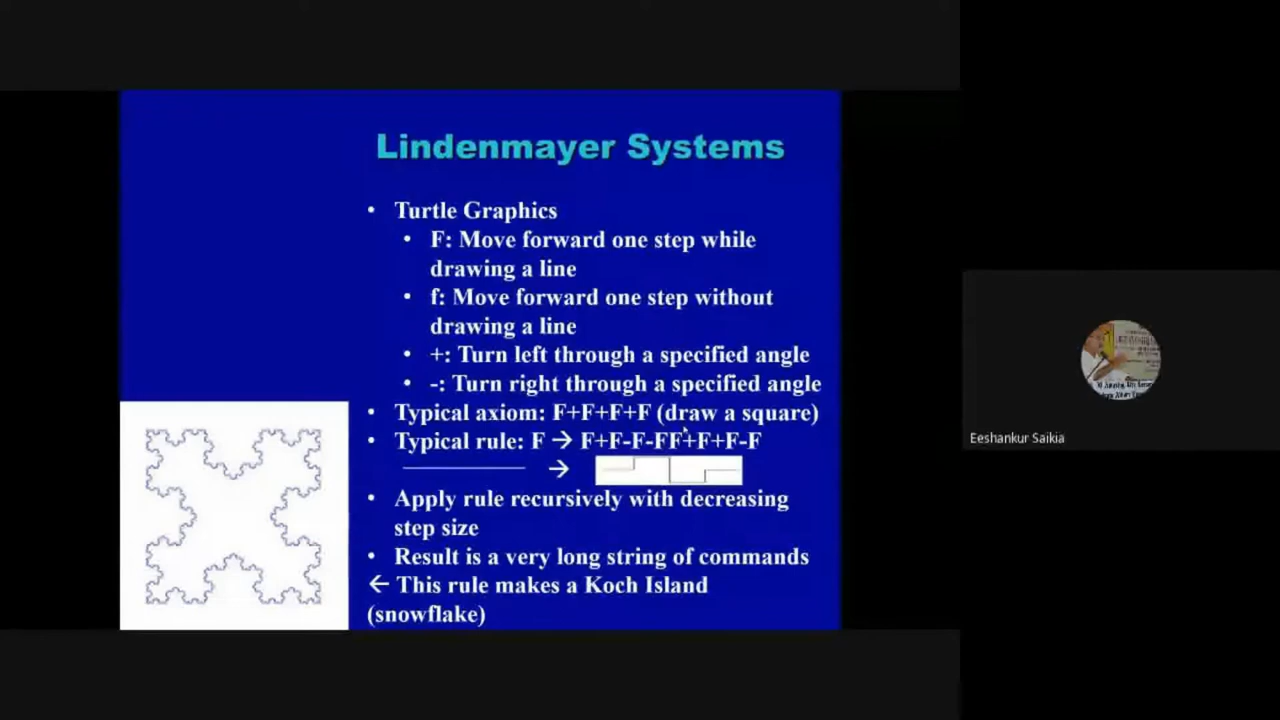 Lindenmayer Systems
• Turtle Graphics
• F: Move forward one step while
drawing a line
• f: Move forward one step without
drawing a line
• +: Turn left through a specified angle
• -: Turn right through a specified angle
• Typical axiom: F+F+F+F (draw a square)
• Typical rule: F → F+F-F-FF+F+F-F
→
• Apply rule recursively with decreasing
step size
• Result is a very long string of commands
← This rule makes a Koch Island
(snowflake)
Eeshankur Saikia